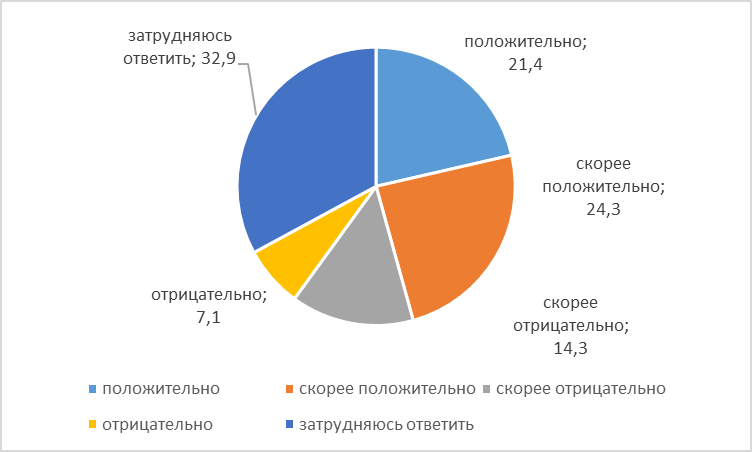 затрудняюсь
ответить; 32,9
положительно;
21,4
скорее
положительно;
24,3
скорее
отрицательно;
14,3
отрицательно;
7,1
положительно
скорее положительно
скорее отрицательно
отрицательно
затрудняюсь ответить